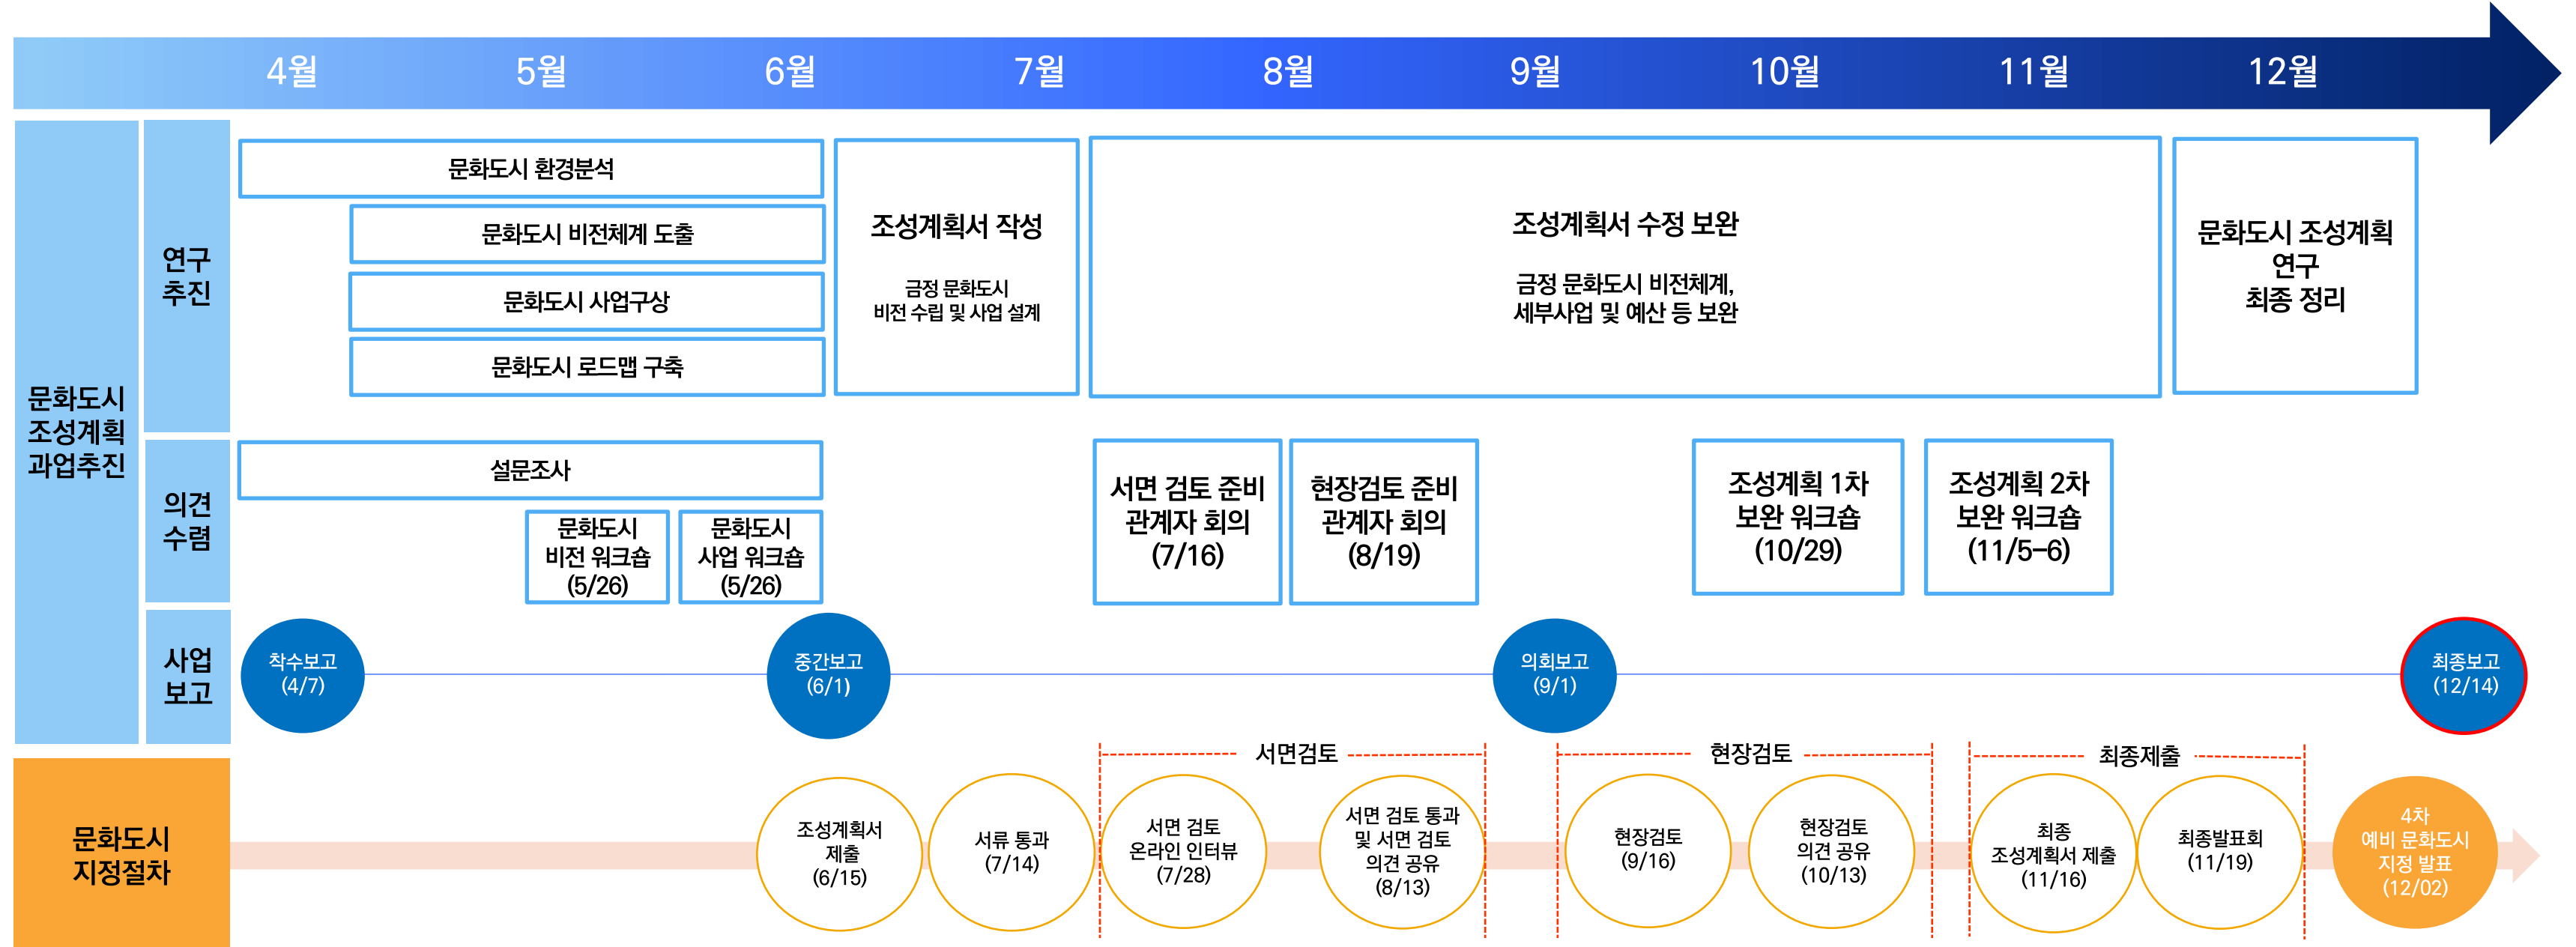 4월
5월
6월
7월
8월
9월
10월
11월
12월
문화도시
조성계획
과업추진
연구
추진
문화도시 환경분석
문화도시 비전체계 도출
문화도시 사업구상
문화도시 로드맵 구축
조성계획서 작성
금정 문화도시
비전 수립 및 사업 설계
조성계획서 수정 보완
금정 문화도시 비전체계,
세부사업 및 예산 등 보완
문화도시 조성계획
연구
최종 정리
의견
수렴
설문조사
문화도시
비전 워크숍
(5/26)
문화도시
사업 워크숍
(5/26)
서면 검토 준비
관계자 회의
(7/16)
현장검토 준비
관계자 회의
(8/19)
조성계획 1차
보완 워크숍
(10/29)
조성계획 2차
보완 워크숍
(11/5-6)
사업
보고
착수보고
(4/7)
중간보고
(6/1)
의회보고
(9/1)
최종보고
(12/14)
문화도시
지정절차
서면검토
현장검토
최종제출
조성계획서
제출
(6/15)
서류 통과
(7/14)
서면 검토
온라인 인터뷰
(7/28)
서면 검토 통과
및 서면 검토
의견 공유
(8/13)
현장검토
(9/16)
현장검토
의견 공유
(10/13)
최종
조성계획서 제출
(11/16)
최종발표회
(11/19)
4차
예비 문화도시
지정 발표
(12/02)